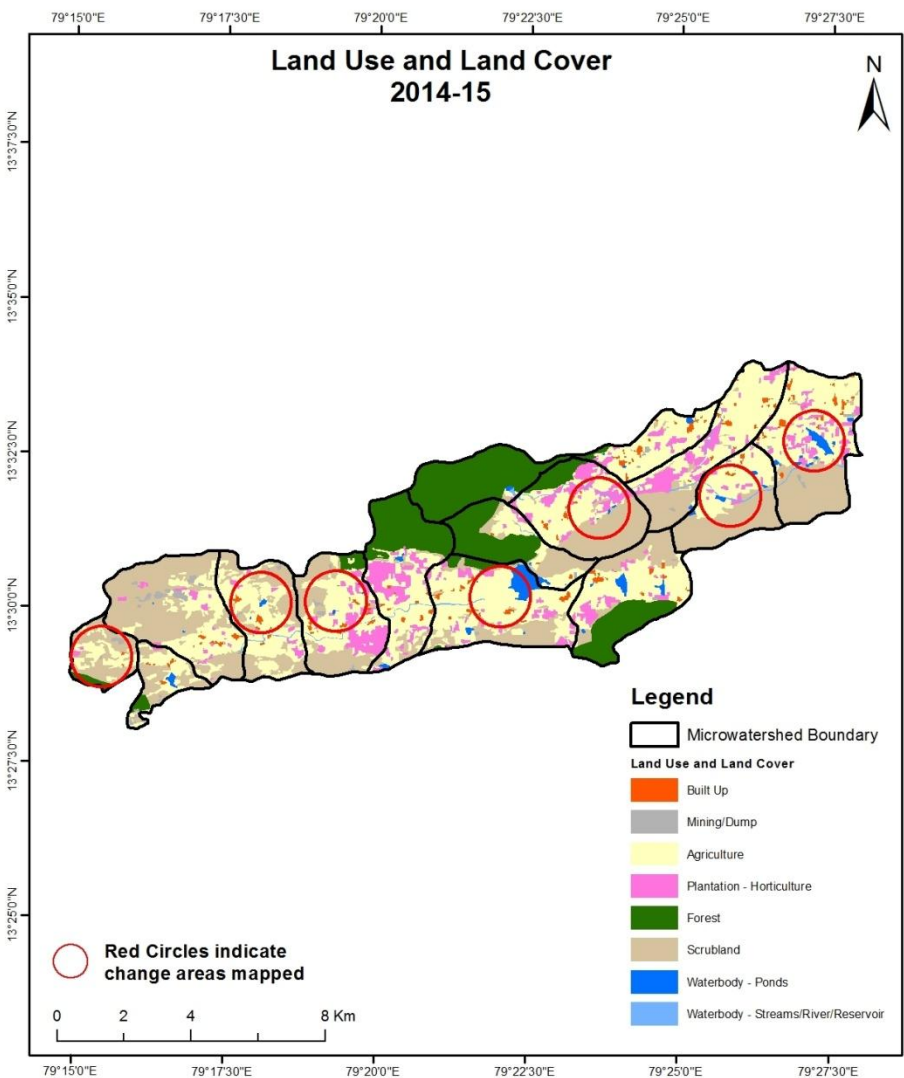 79°15'0"E 79°17'30"E 79°20'0"E 79°22'30"E 79°25'0"E 79°27'30"E
Land Use and Land Cover
2014-15
N
13°37'30"N
13°35'0"N
13°32'30"N
13°30'0"N
13°27'30"N
13°25'0"N
Legend
Microwatershed Boundary
Land Use and Land Cover
Built Up
Mining/Dump
Agriculture
Plantation - Horticulture
Forest
Scrubland
Waterbody - Ponds
Waterbody - Streams/River/Reservoir
Red Circles indicate
change areas mapped
0 2 4 8 Km
79°15'0"E 79°17'30"E 79°20'0"E 79°22'30"E 79°25'0"E 79°27'30"E